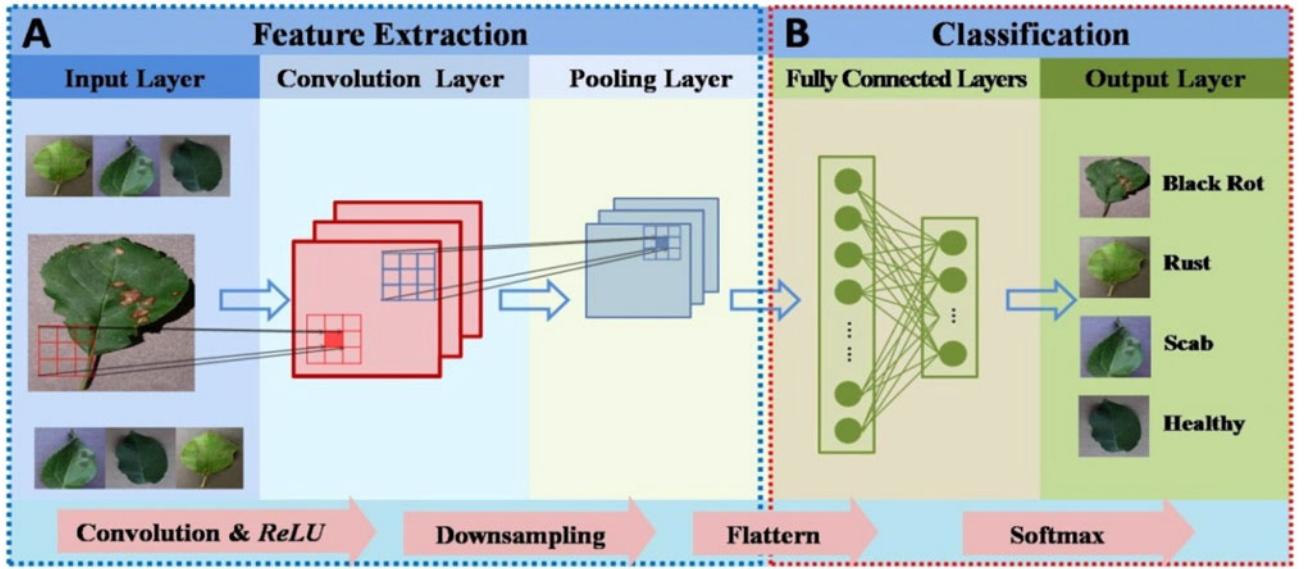 A Feature Extraction
B Classification
Input Layer
Convolution Layer
Pooling Layer
Fully Connected Layers
Output Layer
Black Rot
Rust
Scab
Healthy
Convolution & ReLU
Downsampling
Flattern
Softmax